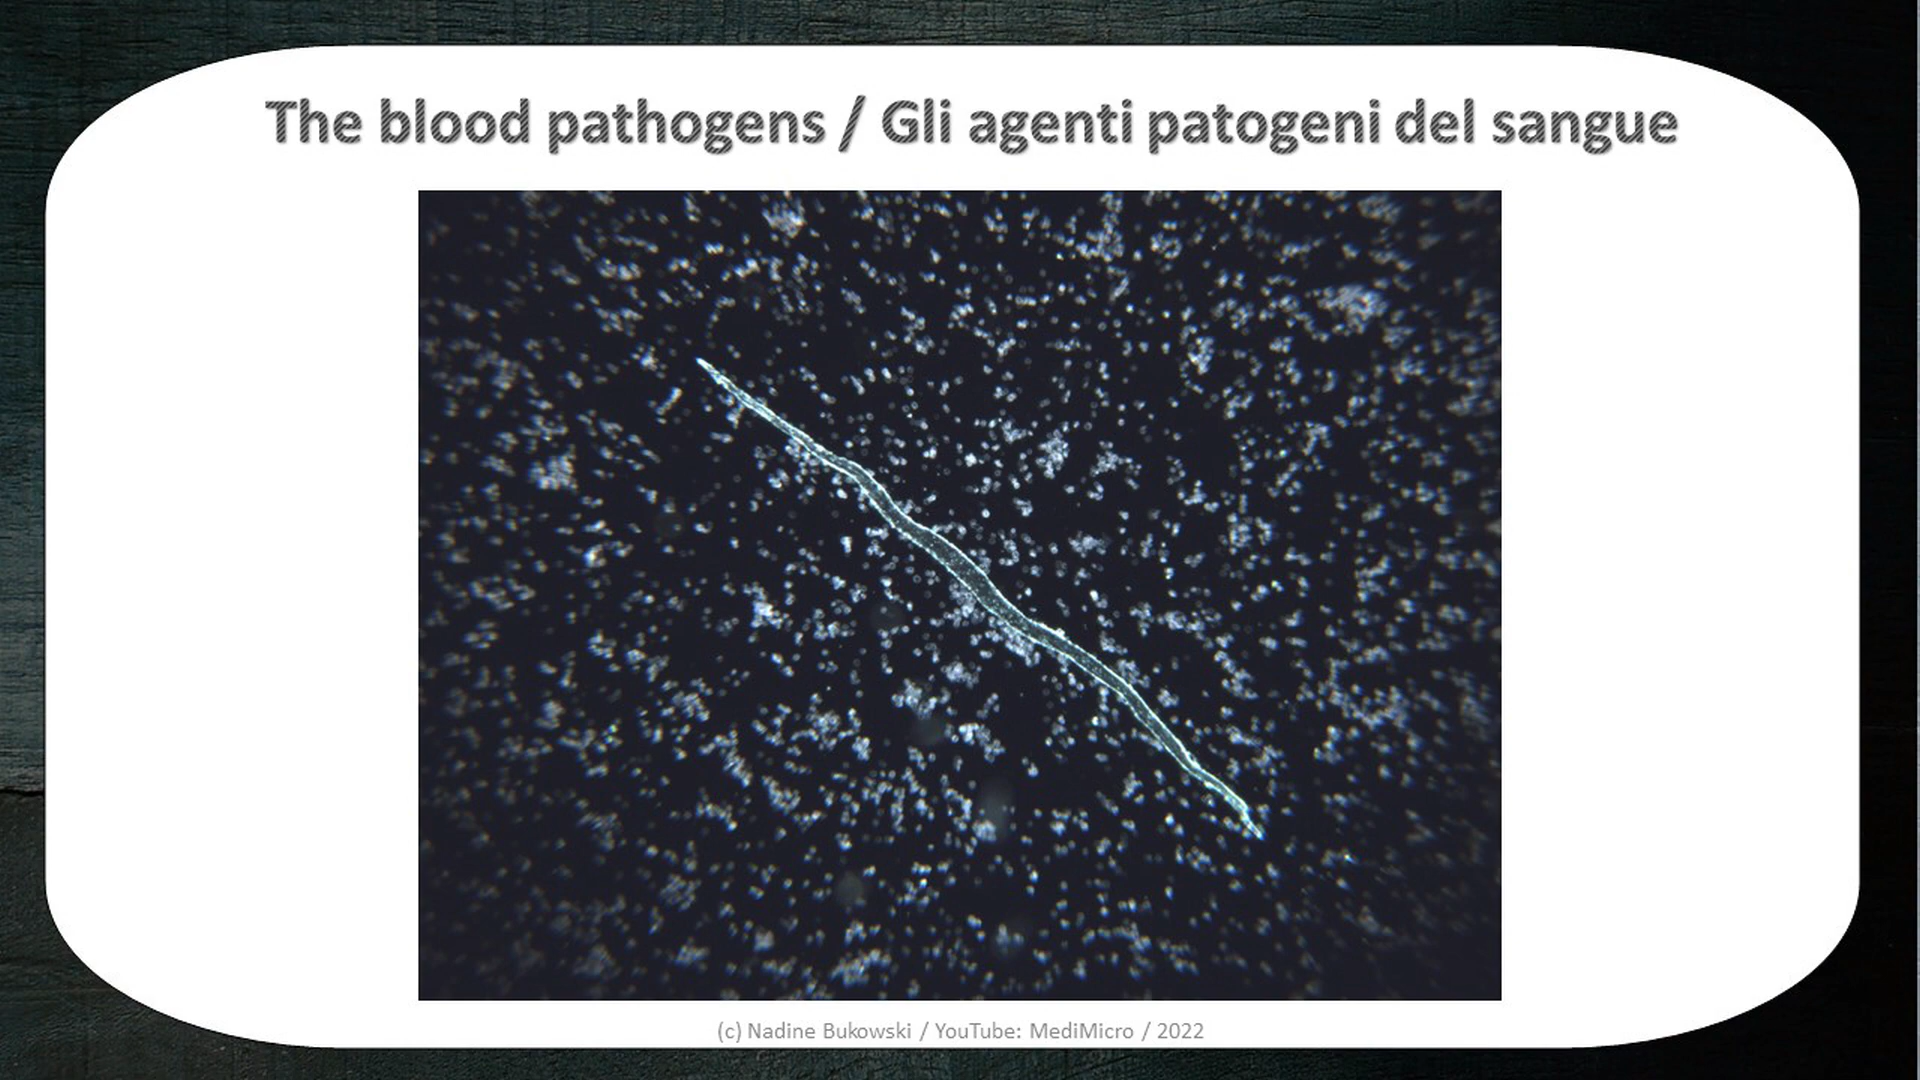 The blood pathogens / Gli agenti patogeni del sangue
(c) Nadine Bukowski / YouTube: MediMicro / 2022